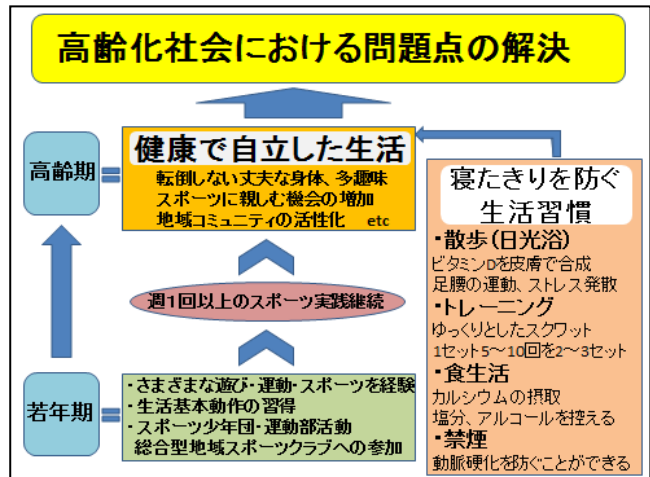 高齢化社会における問題点の解決
高齢期
=
健康で自立した生活
転倒しない丈夫な身体、多趣味
スポーツに親しむ機会の増加
地域コミュニティの活性化 etc
週1回以上のスポーツ実践継続
若年期
=
・さまざまな遊び・運動・スポーツを経験
・生活基本動作の習得
・スポーツ少年団・運動部活動
総合型地域スポーツクラブへの参加
寝たきりを防ぐ
生活習慣
・散歩(日光浴)
ビタミンDを皮膚で合成
足腰の運動、ストレス発散
・トレーニング
ゆっくりとしたスクワット
1セット5~10回を2~3セット
・食生活
カルシウムの摂取
塩分、アルコールを控える
・禁煙
動脈硬化を防ぐことができる